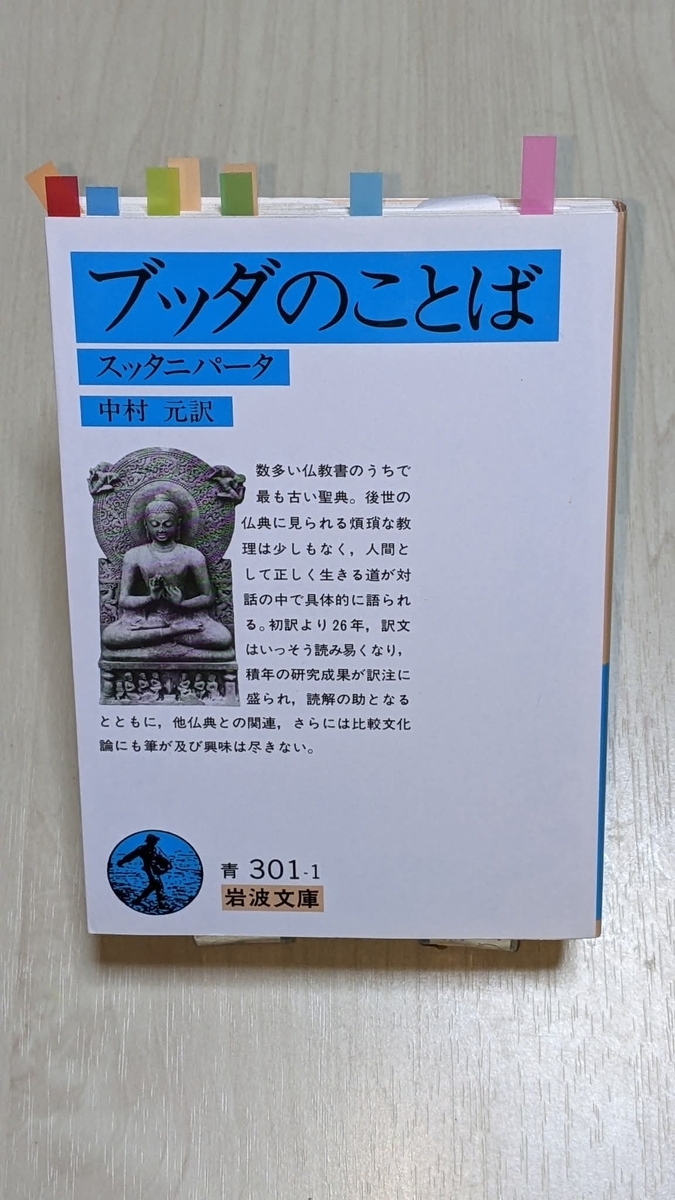 ブッダのことば
スッタニパータ
中村 元訳
数多い仏教書のうちで
最も古い聖典。後世の
仏典に見られる煩瑣な教
理は少しもなく，人間と
して正しく生きる道が対
話の中で具体的に語られ
る。初訳より26年，訳文
はいっそう読み易くなり，
積年の研究成果が訳注に
盛られ，読解の助となる
とともに，他仏典との関連，さらには比較文化
論にも筆が及び興味は尽きない。
青 301-1
岩波文庫